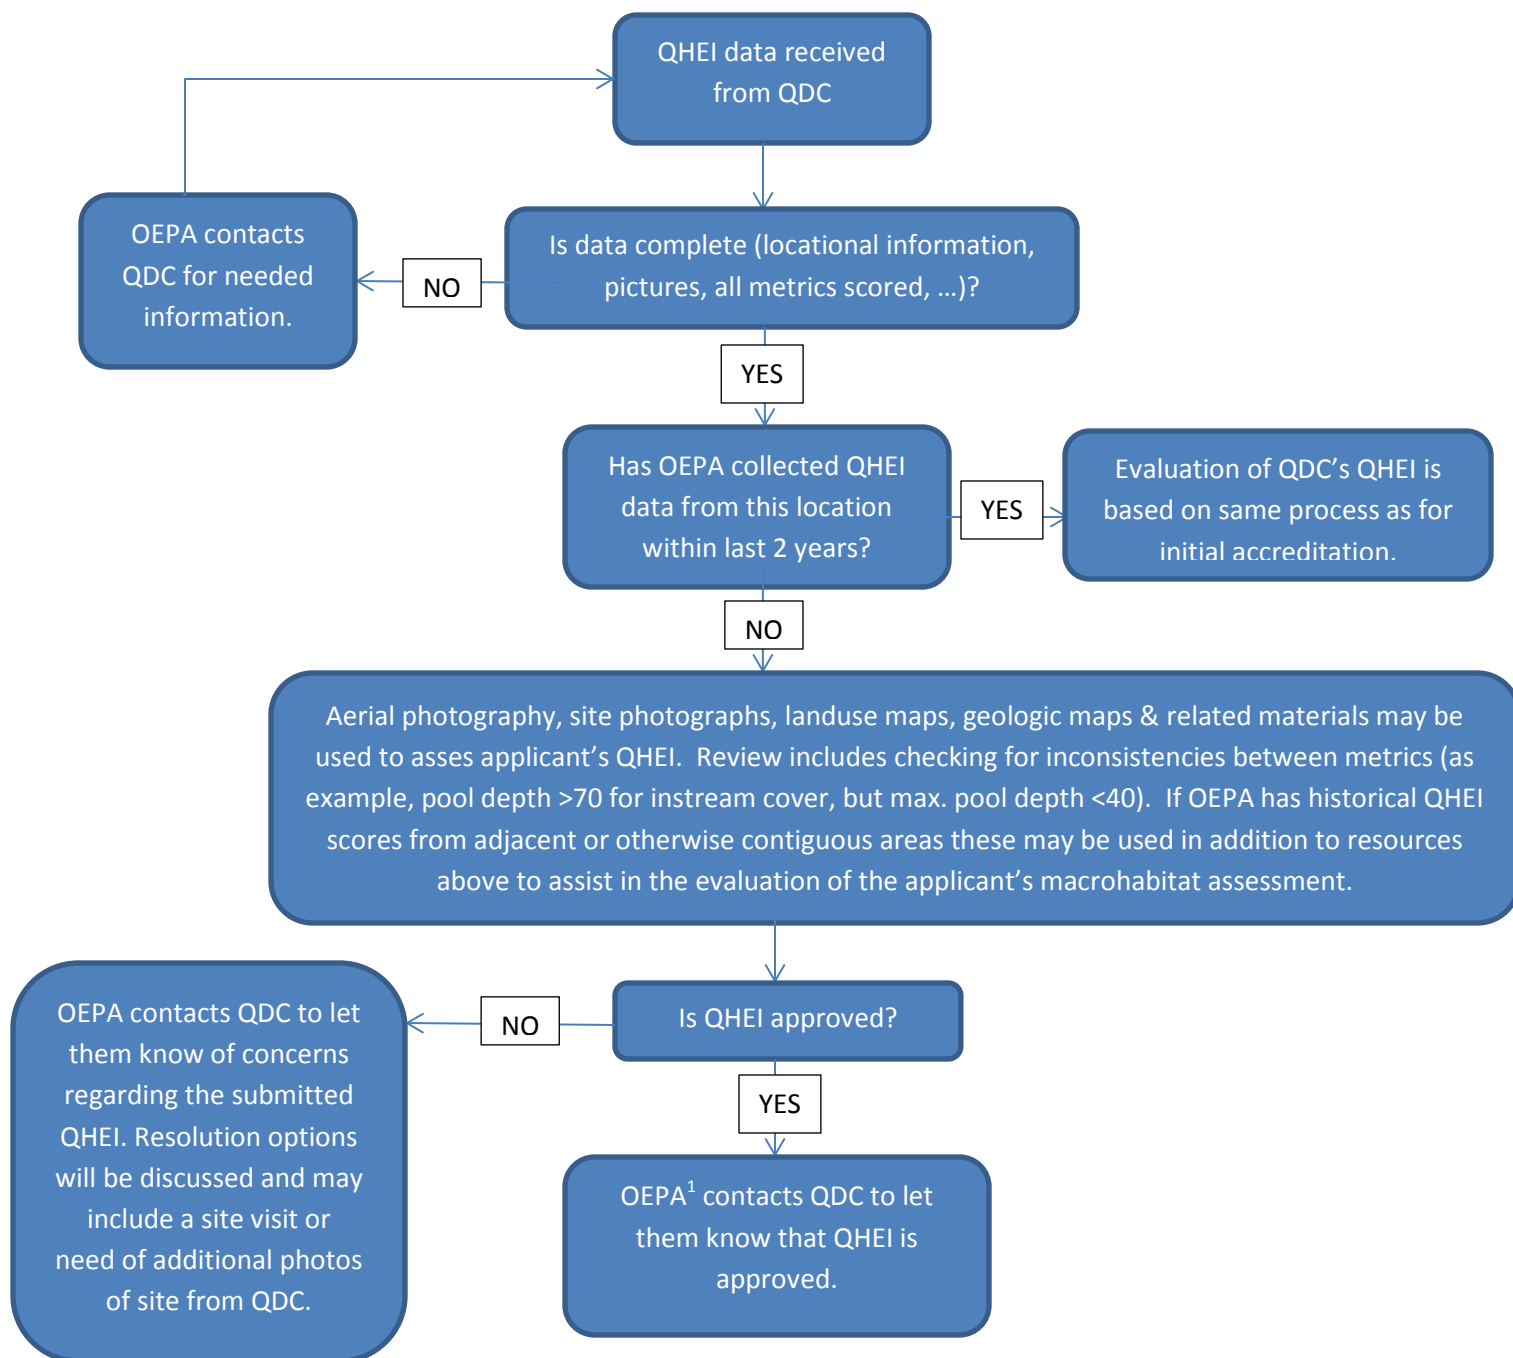 QHEI data received
from QDC
OEPA contacts
QDC for needed
information.
NO
Is data complete (locational information,
pictures, all metrics scored, …)?
YES
Has OEPA collected QHEI
data from this location
within last 2 years?
YES
Evaluation of QDC’s QHEI is
based on same process as for
initial accreditation.
NO
Aerial photography, site photographs, landuse maps, geologic maps & related materials may be
used to asses applicant’s QHEI.  Review includes checking for inconsistencies between metrics (as
example, pool depth >70 for instream cover, but max. pool depth <40).  If OEPA has historical QHEI
scores from adjacent or otherwise contiguous areas these may be used in addition to resources
above to assist in the evaluation of the applicant’s macrohabitat assessment.
Is QHEI approved?
NO
OEPA contacts QDC to let
them know of concerns
regarding the submitted
QHEI. Resolution options
will be discussed and may
include a site visit or
need of additional photos
of site from QDC.
YES
OEPA¹ contacts QDC to let
them know that QHEI is
approved.